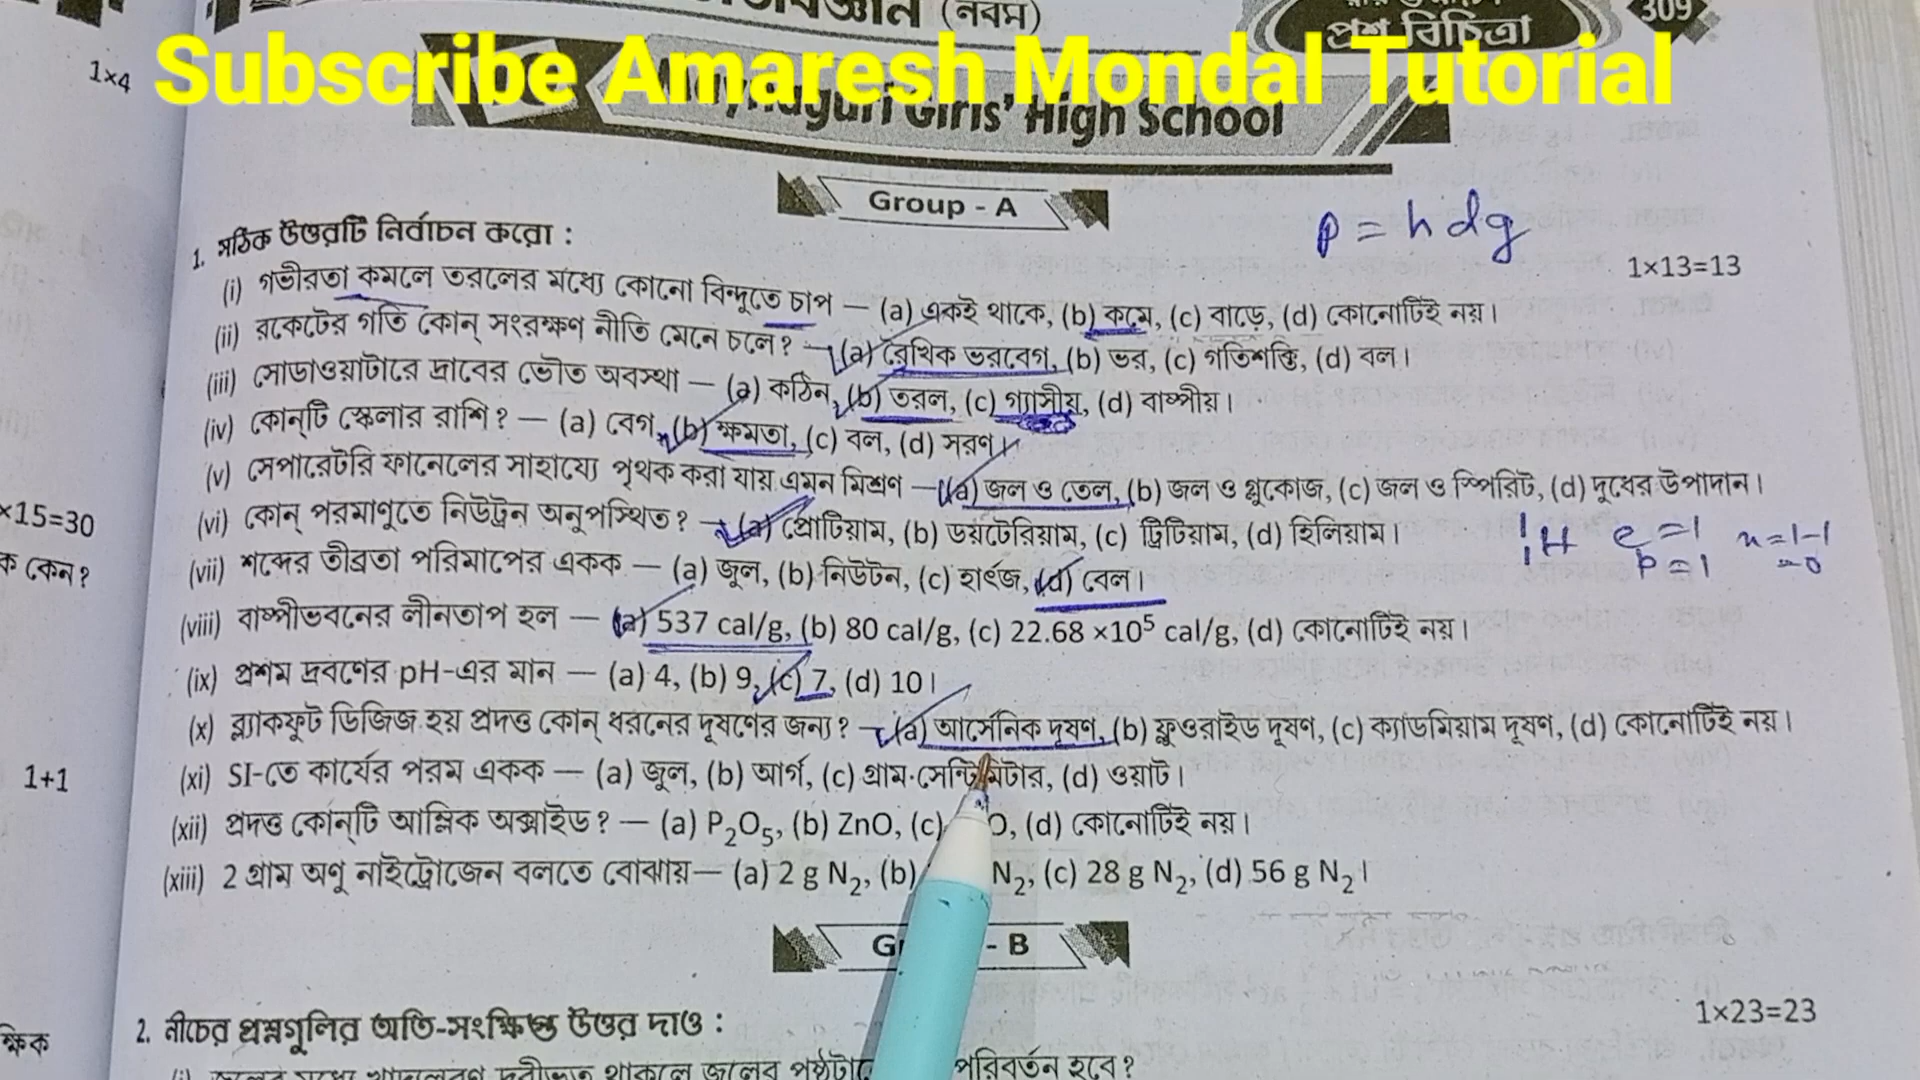 (নবম)
309
প্রশ্ন বিচিত্রা
Subscribe Amaresh Mondal Tutorial
1×4
Girls' High School
Group - A
p = hdg
1. সঠিক উত্তরটি নির্বাচন করো :
1×13=13
(i) গভীরতা কমলে তরলের মধ্যে কোনো বিন্দুতে চাপ — (a) একই থাকে, (b) কমে, (c) বাড়ে, (d) কোনোটিই নয়।
(ii) রকেটের গতি কোন্ সংরক্ষণ নীতি মেনে চলে? — (a) রৈখিক ভরবেগ, (b) ভর, (c) গতিশক্তি, (d) বল।
(iii) সোডাওয়াটারে দ্রাবের ভৌত অবস্থা — (a) কঠিন, (b) তরল, (c) গ্যাসীয়, (d) বাষ্পীয়।
(iv) কোন্‌টি স্কেলার রাশি? — (a) বেগ, (b) ক্ষমতা, (c) বল, (d) সরণ।
(v) সেপারেটরি ফানেলের সাহায্যে পৃথক করা যায় এমন মিশ্রণ — (a) জল ও তেল, (b) জল ও গ্লুকোজ, (c) জল ও স্পিরিট, (d) দুধের উপাদান।
×15=30
(vi) কোন্ পরমাণুতে নিউট্রন অনুপস্থিত? — (a) প্রোটিয়াম, (b) ডয়টেরিয়াম, (c) ট্রিটিয়াম, (d) হিলিয়াম।
¹₁H e=1 n=1-1
p=1 =0
ক কেন?
(vii) শব্দের তীব্রতা পরিমাপের একক — (a) জুল, (b) নিউটন, (c) হার্ৎজ, (d) বেল।
(viii) বাষ্পীভবনের লীনতাপ হল — (a) 537 cal/g, (b) 80 cal/g, (c) 22.68 ×10⁵ cal/g, (d) কোনোটিই নয়।
(ix) প্রশম দ্রবণের pH-এর মান — (a) 4, (b) 9, (c) 7, (d) 10।
(x) ব্ল্যাকফুট ডিজিজ হয় প্রদত্ত কোন্ ধরনের দূষণের জন্য? — (a) আর্সেনিক দূষণ, (b) ফ্লুওরাইড দূষণ, (c) ক্যাডমিয়াম দূষণ, (d) কোনোটিই নয়।
1+1
(xi) SI-তে কার্যের পরম একক — (a) জুল, (b) আর্গ, (c) গ্রাম-সেন্টিমিটার, (d) ওয়াট।
(xii) প্রদত্ত কোন্‌টি আম্লিক অক্সাইড? — (a) P₂O₅, (b) ZnO, (c) O, (d) কোনোটিই নয়।
(xiii) 2 গ্রাম অণু নাইট্রোজেন বলতে বোঝায়— (a) 2 g N₂, (b) N₂, (c) 28 g N₂, (d) 56 g N₂।
- B
2. নীচের প্রশ্নগুলির অতি-সংক্ষিপ্ত উত্তর দাও :
1×23=23
পরিবর্তন হবে?